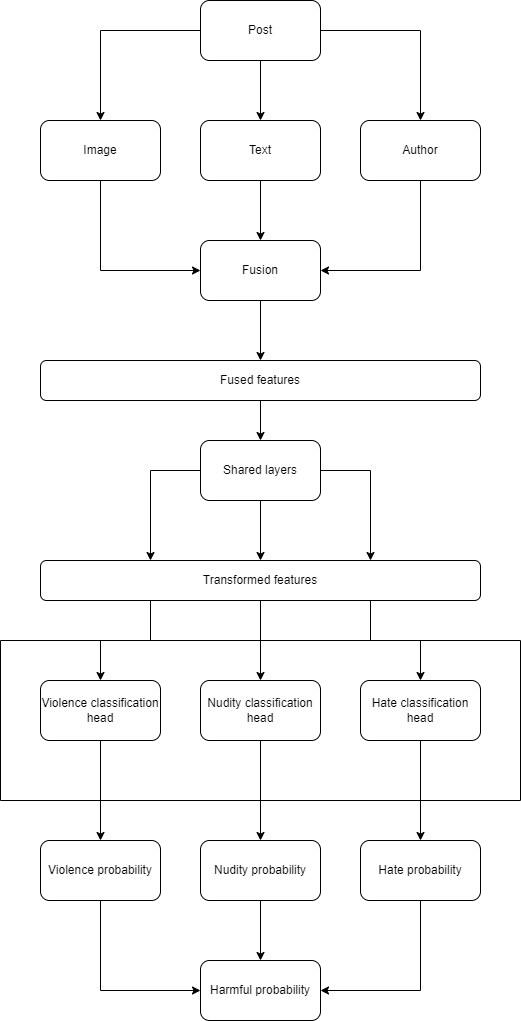 Post
Image
Text
Author
Fusion
Fused features
Shared layers
Transformed features
Violence classification
head
Nudity classification
head
Hate classification
head
Violence probability
Nudity probability
Hate probability
Harmful probability